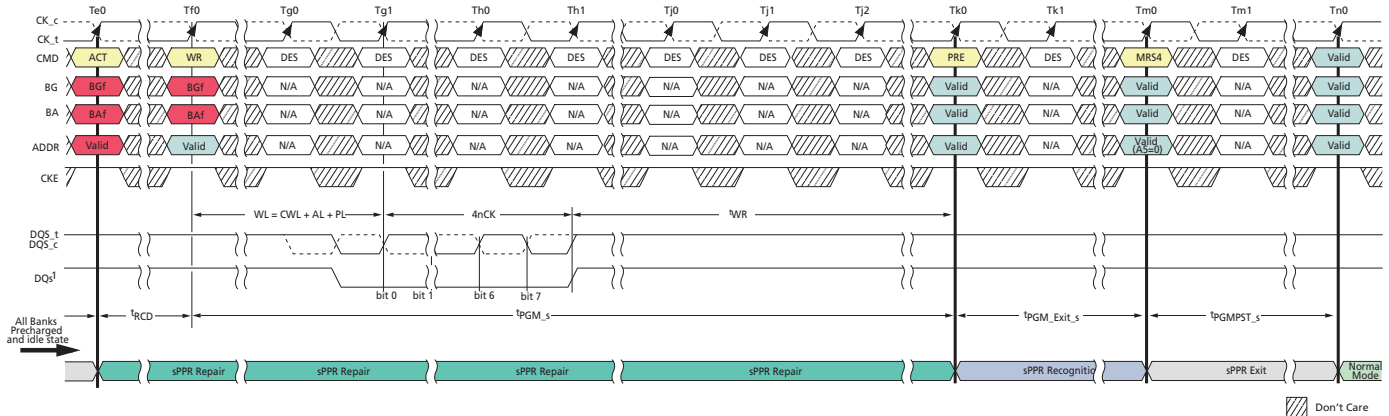 Te0 Tf0 Tg0 Tg1 Th0 Th1 Tj0 Tj1 Tj2 Tk0 Tk1 Tm0 Tm1 Tn0
CK_c
CK_t
CMD ACT WR DES DES DES DES DES DES DES PRE DES MRS4 DES Valid
BG BGf BGf N/A N/A N/A N/A N/A N/A N/A Valid N/A Valid N/A Valid
BA BAf BAf N/A N/A N/A N/A N/A N/A N/A Valid N/A Valid N/A Valid
ADDR Valid Valid N/A N/A N/A N/A N/A N/A N/A Valid N/A Valid (A5=0) N/A Valid
CKE
WL = CWL + AL + PL 4nCK tWR
DQS_t
DQS_c
DQs1
bit 0 bit 1 bit 6 bit 7
All Banks
Precharged
and idle state
tRCD tPGM_s tPGM_Exit_s tPGMPST_s
sPPR Repair sPPR Repair sPPR Repair sPPR Repair sPPR Recognitic sPPR Exit Normal
Mode
Don't Care